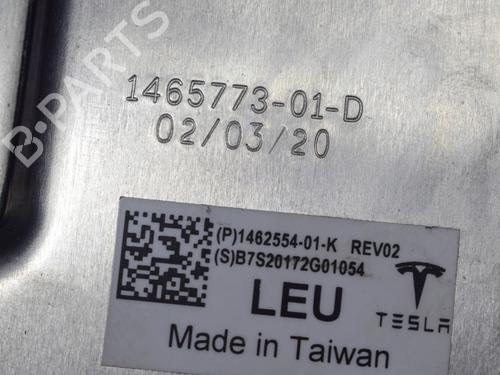 B-PARTS
1465773-01-D
02/03/20
(P)1462554-01-K REV02
(S)B7S20172G01054
LEU
TESLA
Made in Taiwan